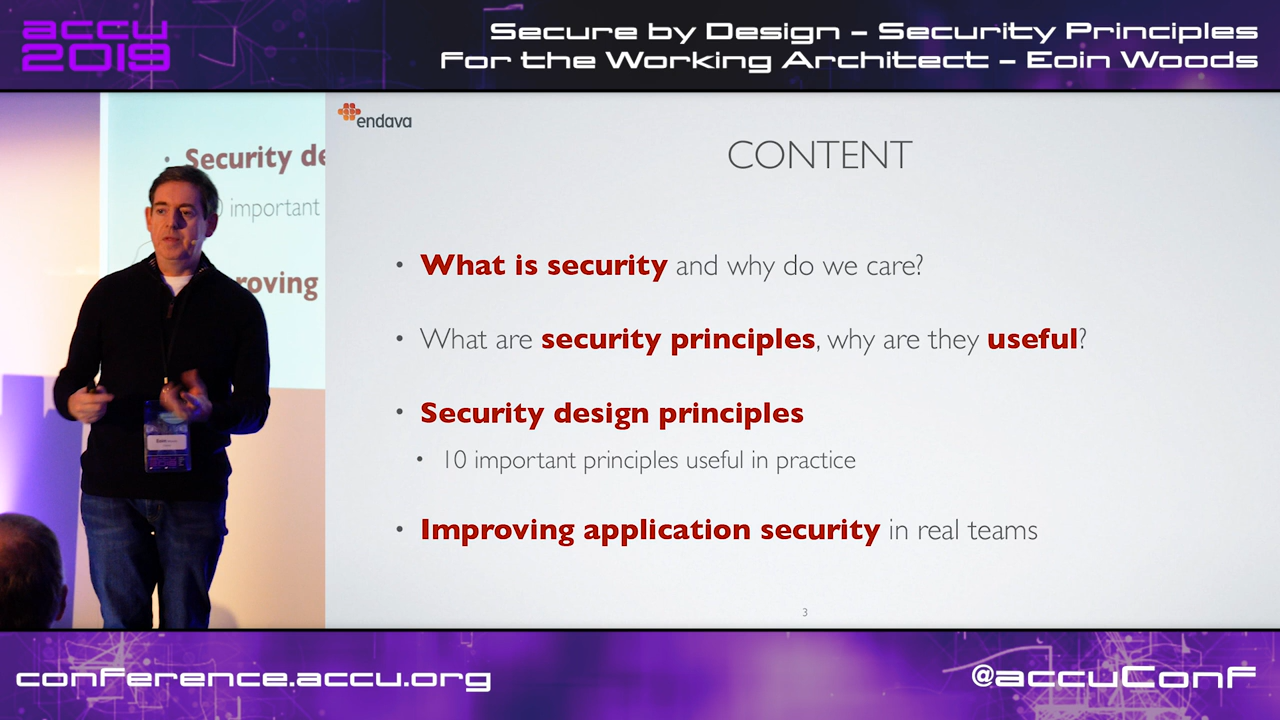 accu
2019
Secure by Design – Security Principles
For the Working Architect – Eoin Woods
endava
CONTENT
• What is security and why do we care?
• What are security principles, why are they useful?
• Security design principles
• 10 important principles useful in practice
• Improving application security in real teams
3
• Security de
important
roving
Eoin
conference.accu.org
@accuConf